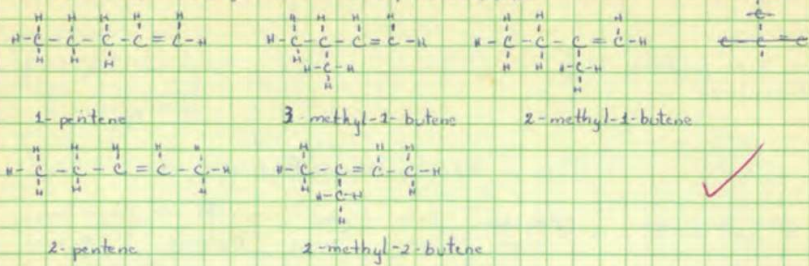 H H H H H
H-C-C-C-C=C-H
H H H
1-pentene
H H H H
H-C-C-C=C-H
H
H-C-H
H
3-methyl-1-butene
H H H
H-C-C-C=C-H
H H
H-C-H
H
2-methyl-1-butene
H H H H H
H-C-C-C=C-C-H
H H H
2-pentene
H H H
H-C-C=C-C-H
H H
H-C-H
H
2-methyl-2-butene